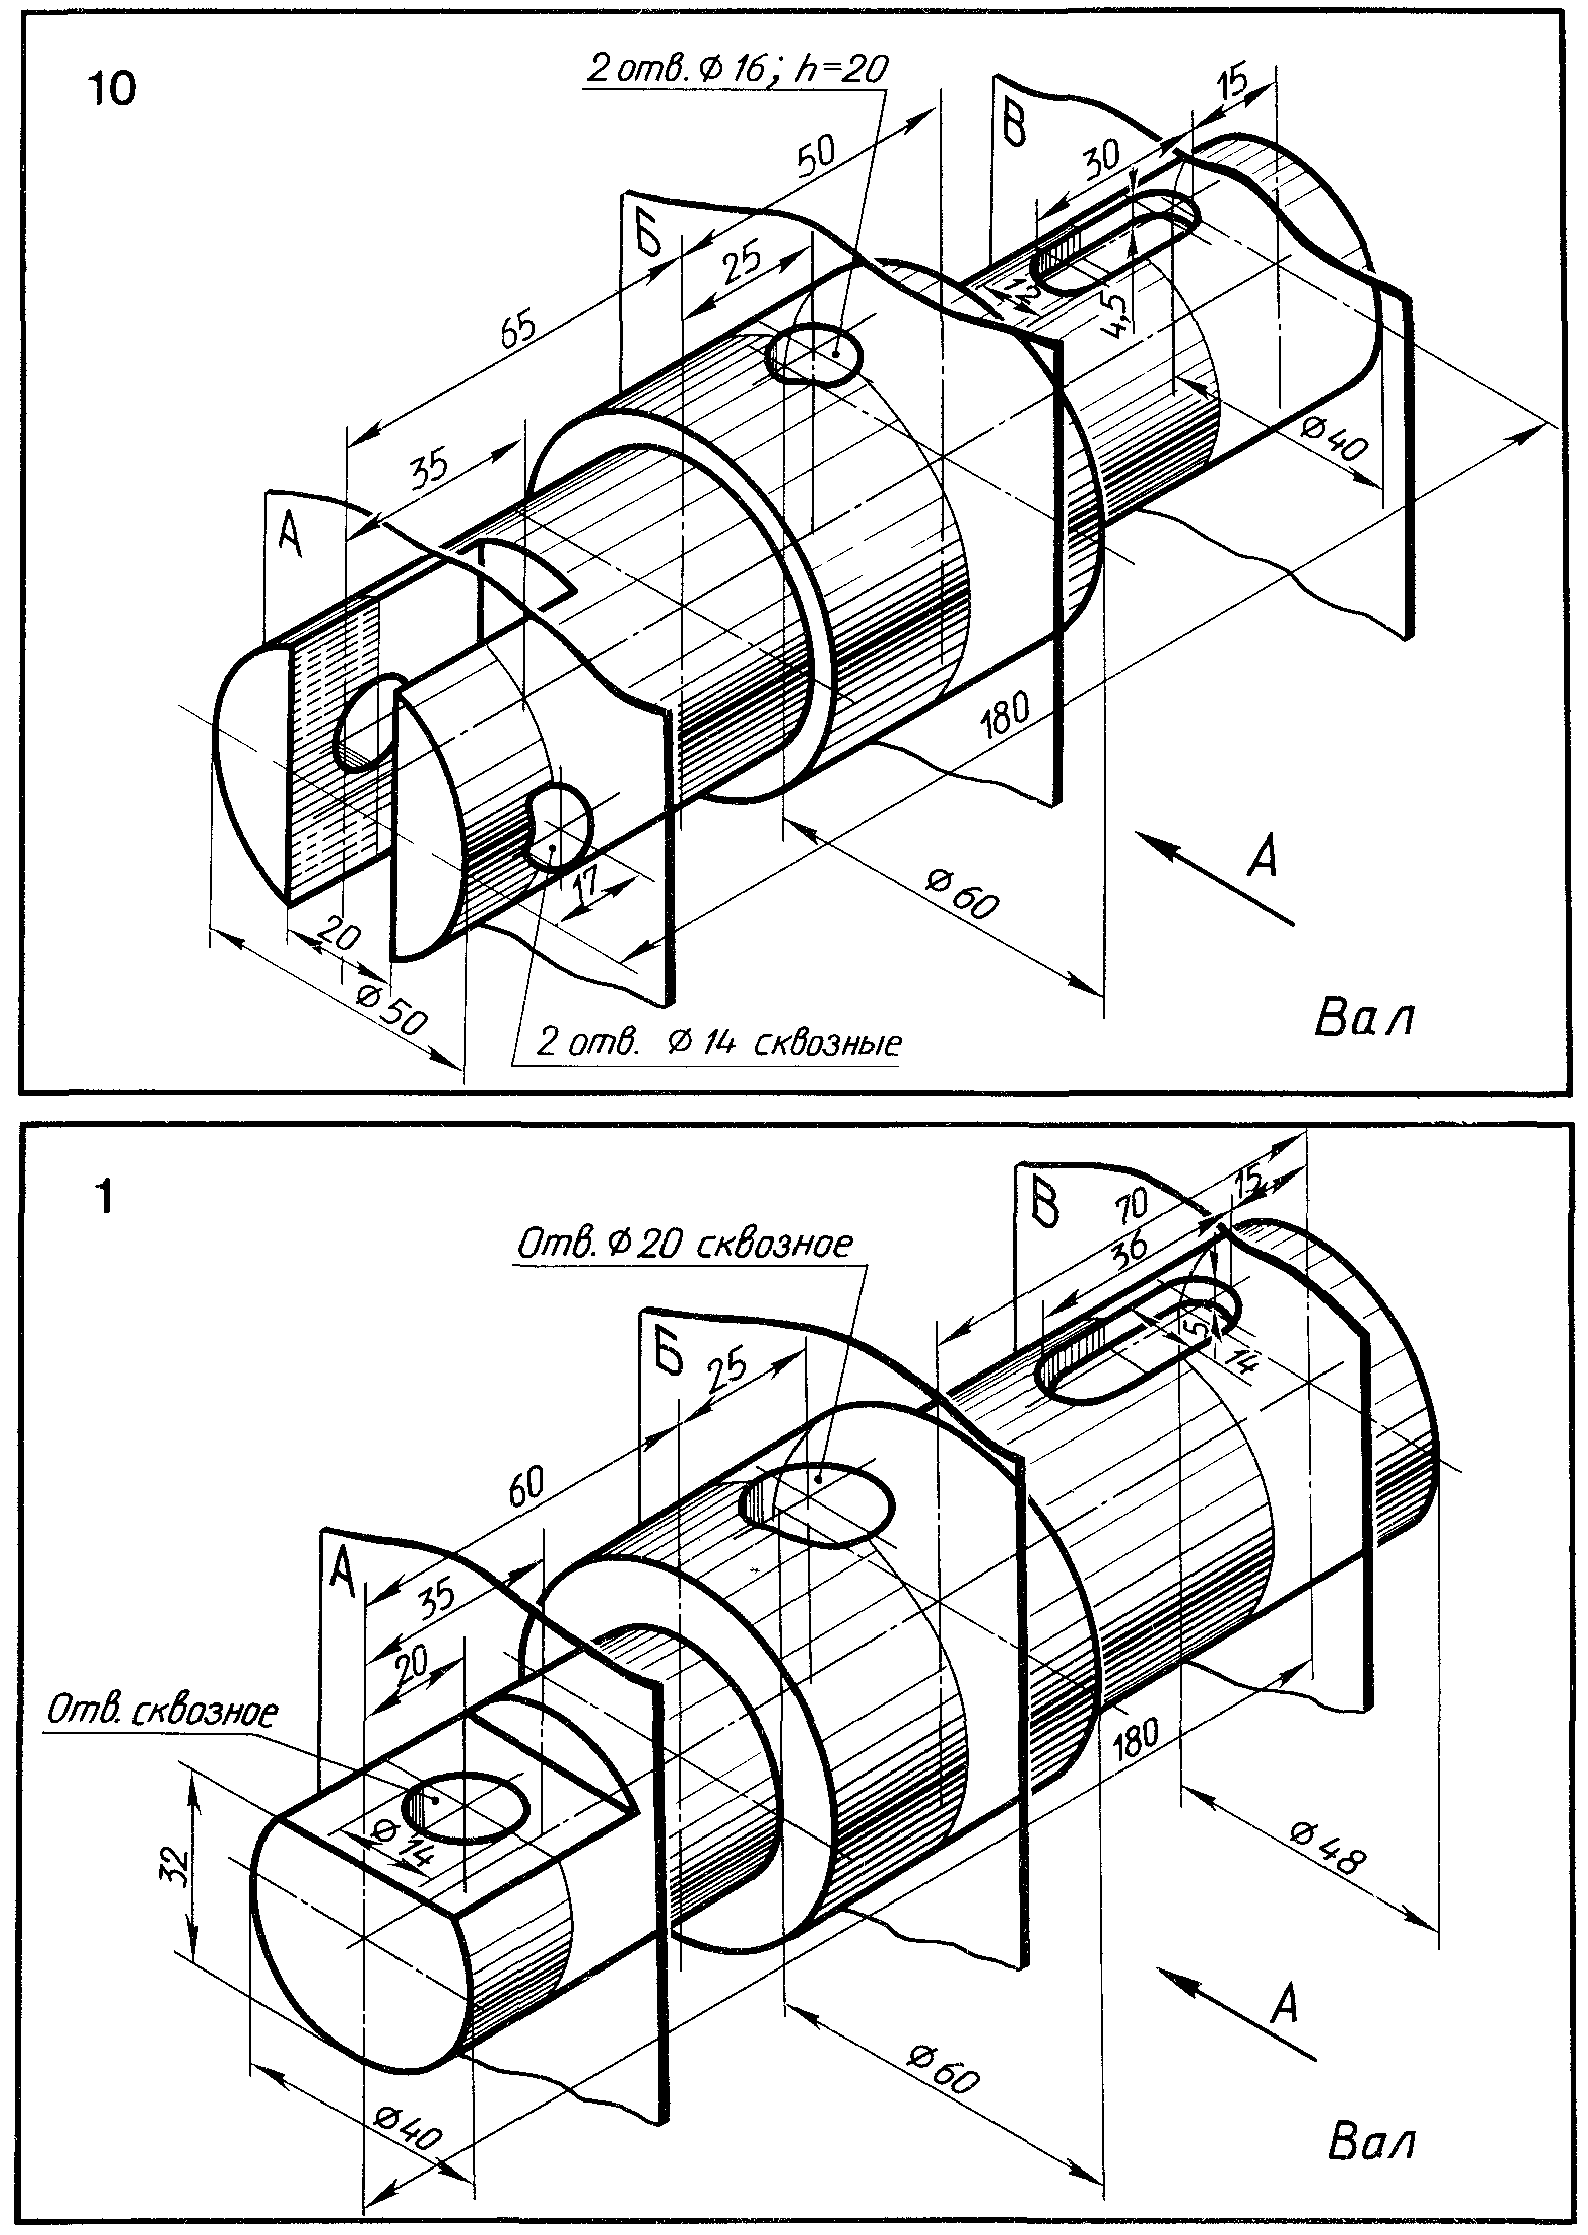 10
2 отв. Ф 16; h=20
50
В
15
30
Б
25
12
4,5
65
35
А
Ф 40
180
17
20
Ф 50
Ф 60
А
2 отв. Ф 14 сквозные
Вал
1
Отв. Ф 20 сквозное
В
70
15
36
5
14
Б
25
60
А
35
20
Отв. сквозное
Ф 14
32
180
Ф 48
Ф 40
Ф 60
А
Вал